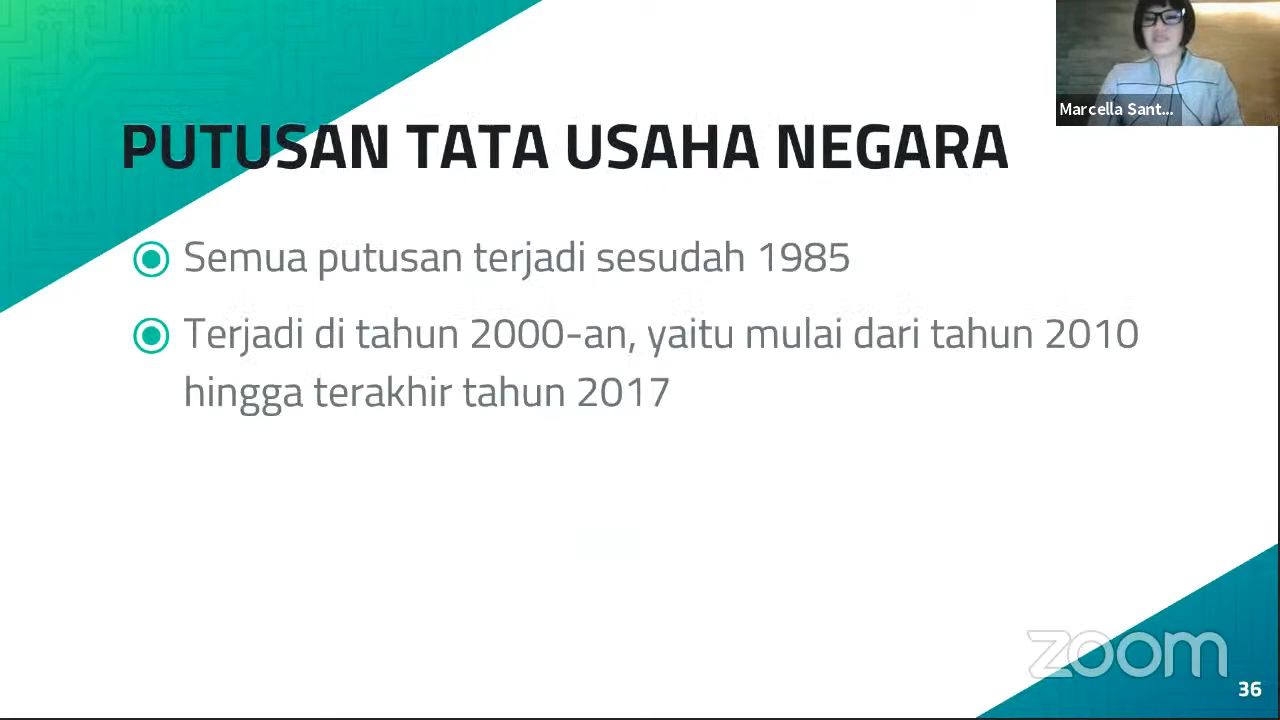 Marcella Sant...
PUTUSAN TATA USAHA NEGARA
Semua putusan terjadi sesudah 1985
Terjadi di tahun 2000-an, yaitu mulai dari tahun 2010
hingga terakhir tahun 2017
zoom
36